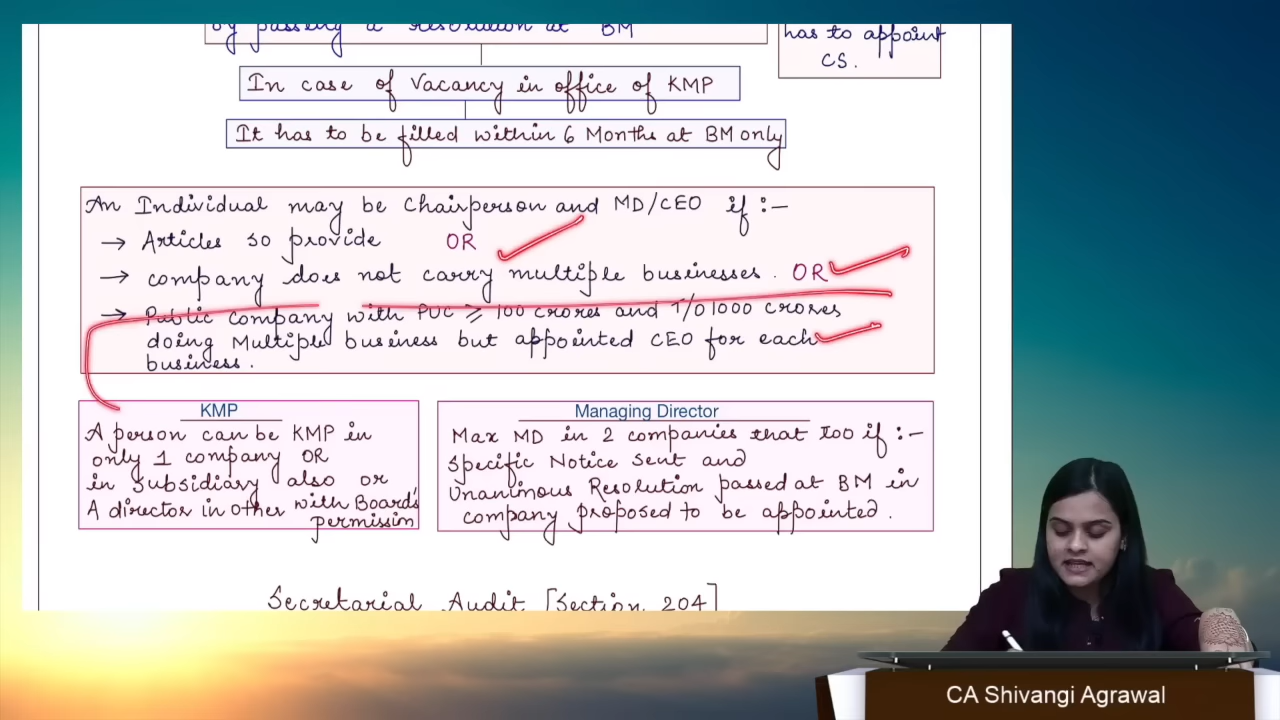 by passing a resolution at BM
has to appoint
CS.
In case of Vacancy in office of KMP
It has to be filled within 6 Months at BM only
An Individual may be Chairperson and MD/CEO if :-
→ Articles so provide OR
→ company does not carry multiple businesses. OR
→ Public company with PUC ≥ 100 crores and T/O 1000 crores
doing Multiple business but appointed CEO for each
business.
KMP
A person can be KMP in
only 1 company OR
in subsidiary also or
A director in other with Board's
permission
Managing Director
Max MD in 2 companies that too if :-
Specific Notice sent and
Unanimous Resolution passed at BM in
company proposed to be appointed.
Secretarial Audit [Section 204]
CA Shivangi Agrawal